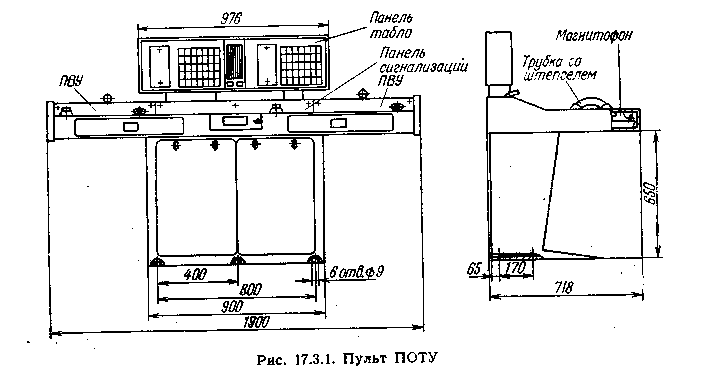 976
Панель
табло
Магнитофон
Панель
сигнализации
ПВУ
ПВУ
Трубка со
штепселем
650
400
6 отв.ф9
65
170
800
718
900
1900
Рис. 17.3.1. Пульт ПОТУ